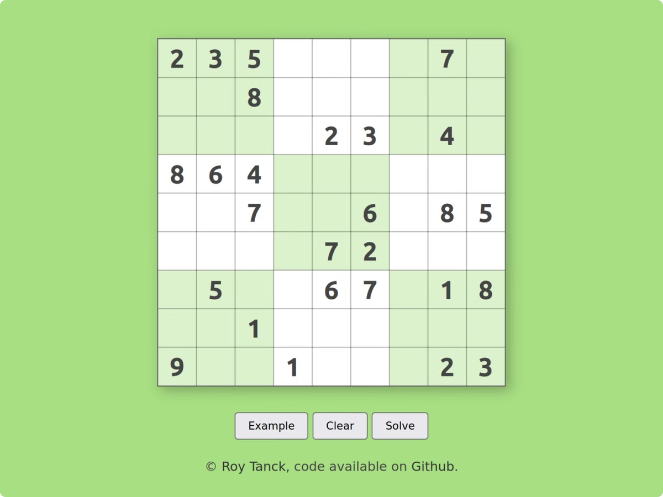 2 3 5 7
8
2 3 4
8 6 4
7 6 8 5
7 2
5 6 7 1 8
1
9 1 2 3
Example Clear Solve
© Roy Tanck, code available on Github.